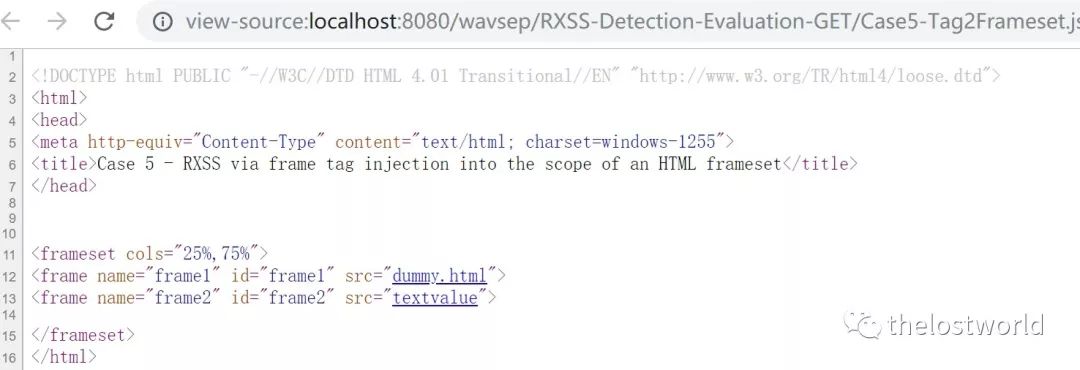 view-source:localhost:8080/wavsep/RXSS-Detection-Evaluation-GET/Case5-Tag2Frameset.js
1
2 <!DOCTYPE html PUBLIC "-//W3C//DTD HTML 4.01 Transitional//EN" "http://www.w3.org/TR/html4/loose.dtd">
3 <html>
4 <head>
5 <meta http-equiv="Content-Type" content="text/html; charset=windows-1255">
6 <title>Case 5 - RXSS via frame tag injection into the scope of an HTML frameset</title>
7 </head>
8
9
10
11 <frameset cols="25%,75%">
12 <frame name="frame1" id="frame1" src="dummy.html">
13 <frame name="frame2" id="frame2" src="textvalue">
14
15 </frameset>
16 </html>
thelostworld